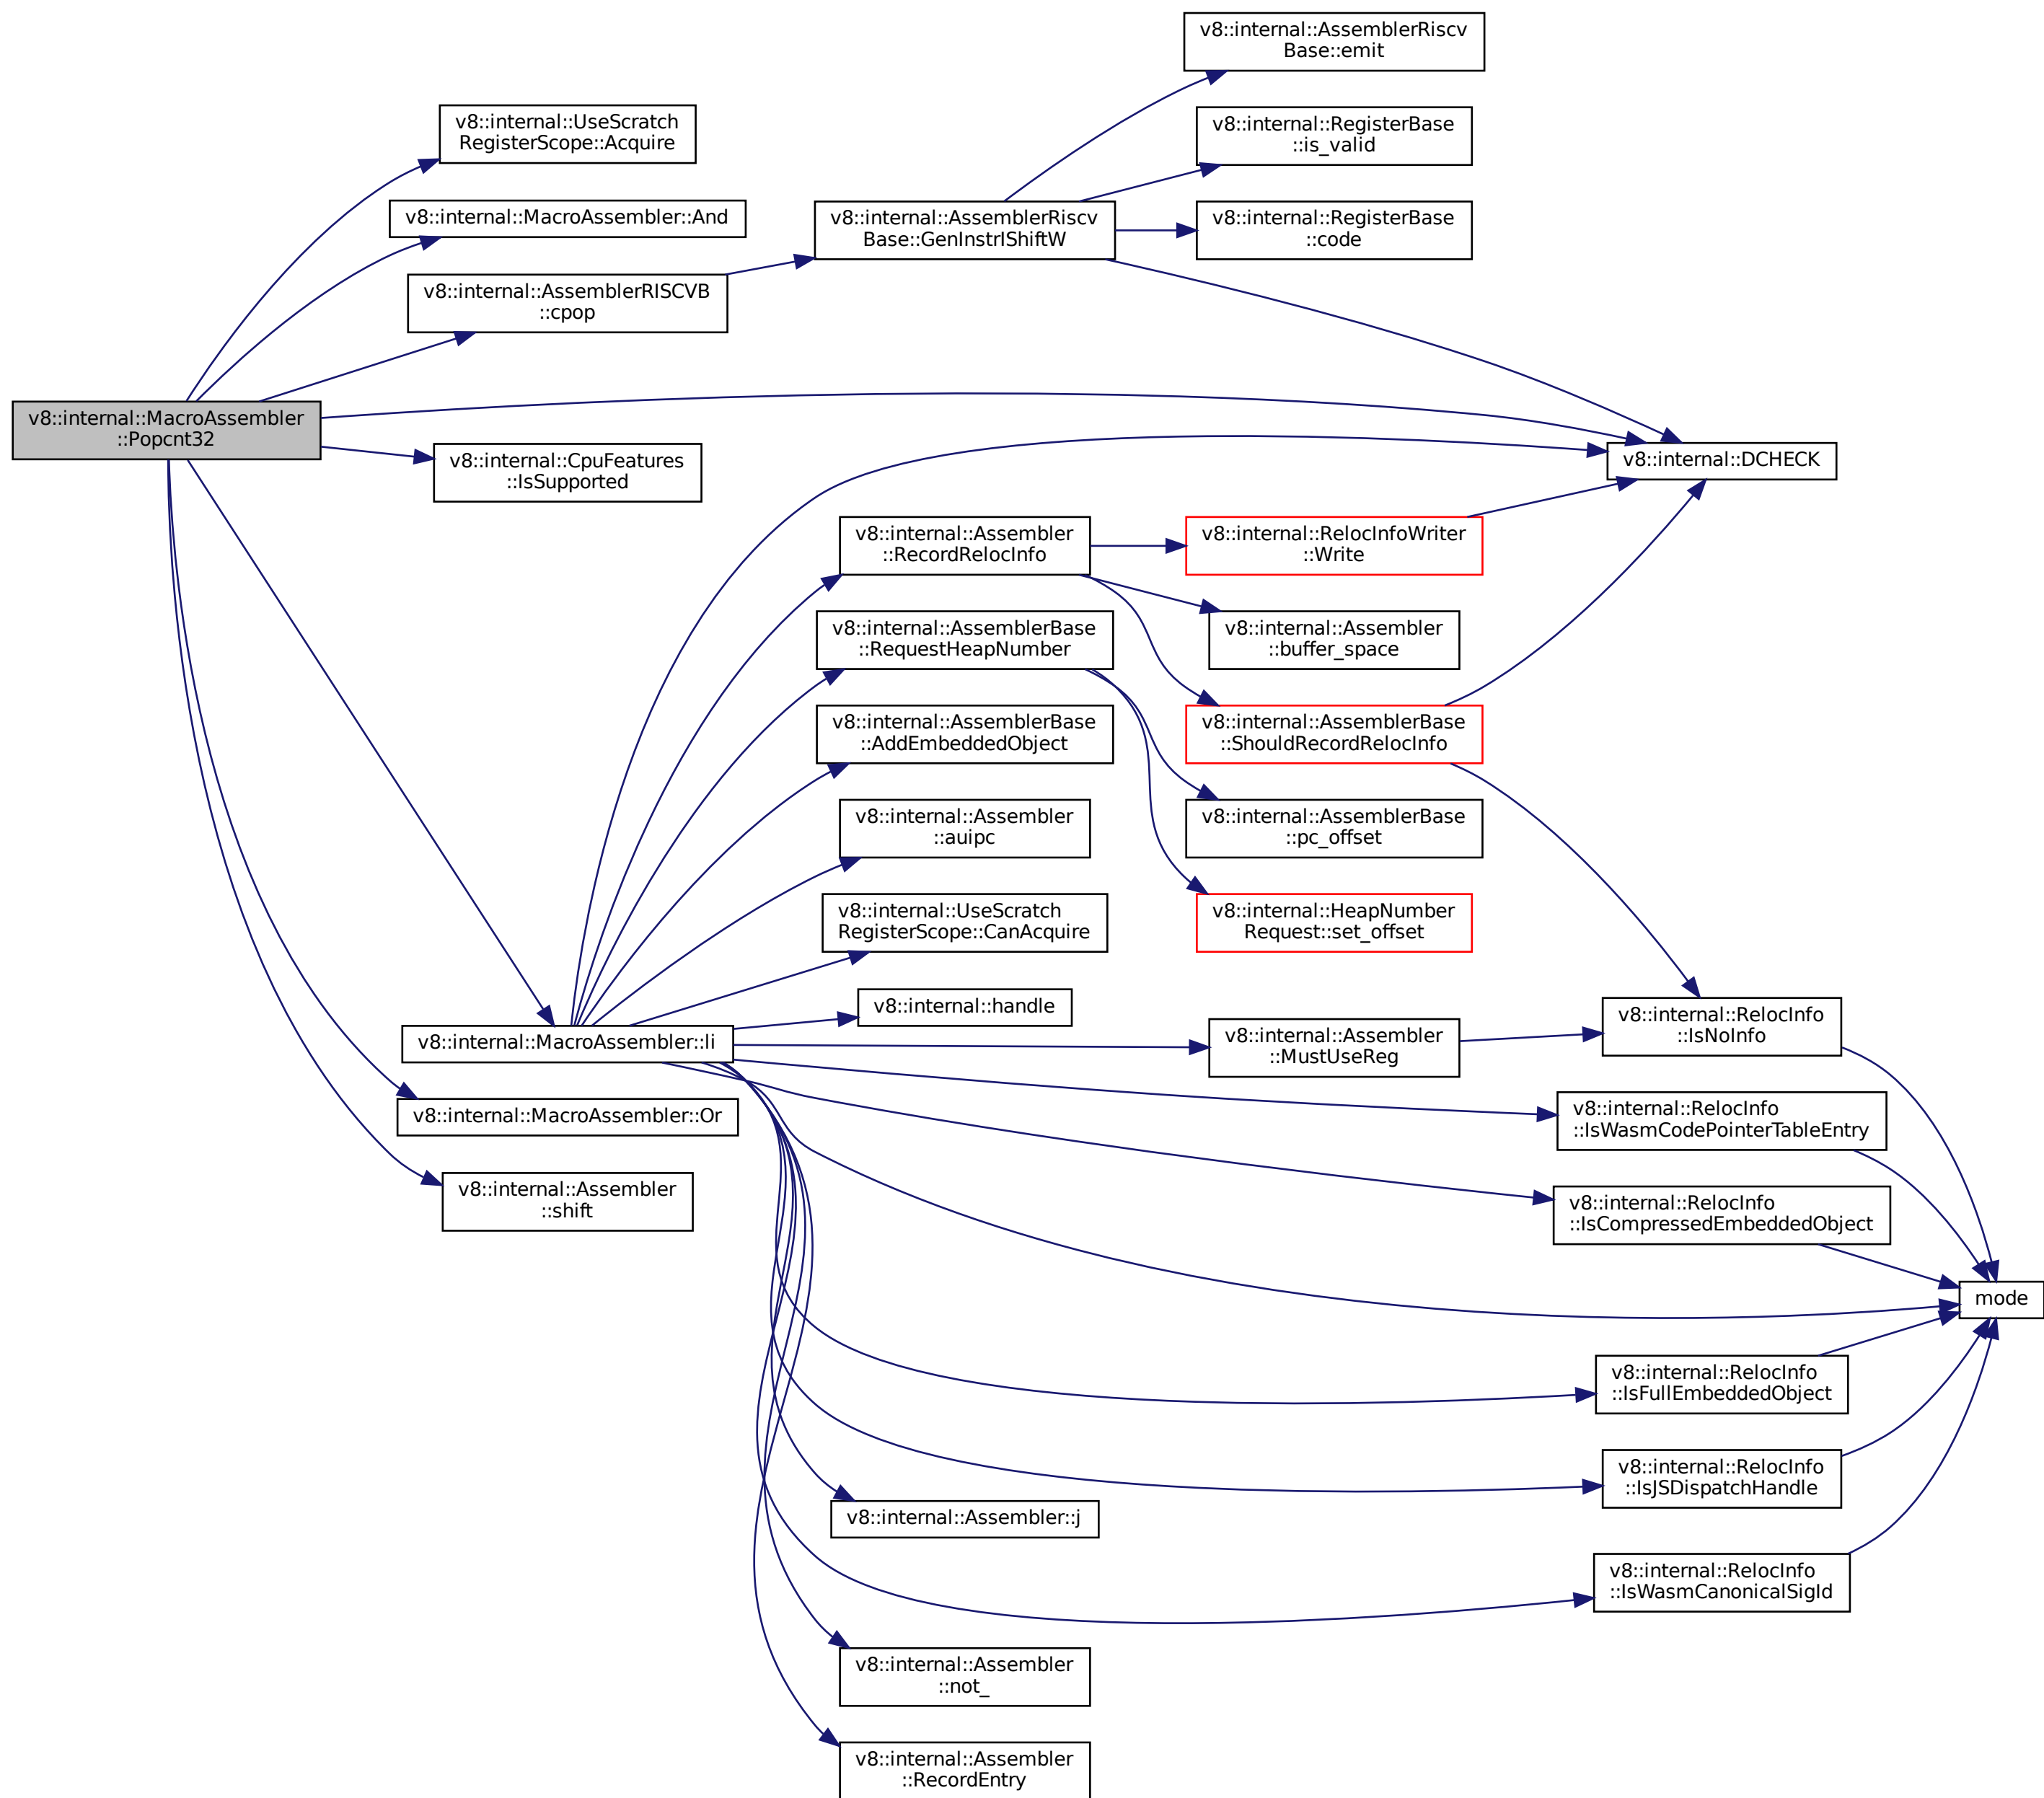 v8::internal::MacroAssembler
::Popcnt32
v8::internal::UseScratch
RegisterScope::Acquire
v8::internal::MacroAssembler::And
v8::internal::AssemblerRISCVB
::cpop
v8::internal::CpuFeatures
::IsSupported
v8::internal::MacroAssembler::li
v8::internal::MacroAssembler::Or
v8::internal::Assembler
::shift
v8::internal::AssemblerRiscv
Base::GenInstrIShiftW
v8::internal::Assembler
::RecordRelocInfo
v8::internal::AssemblerBase
::RequestHeapNumber
v8::internal::AssemblerBase
::AddEmbeddedObject
v8::internal::Assembler
::auipc
v8::internal::UseScratch
RegisterScope::CanAcquire
v8::internal::handle
v8::internal::Assembler::j
v8::internal::Assembler
::not_
v8::internal::Assembler
::RecordEntry
v8::internal::AssemblerRiscv
Base::emit
v8::internal::RegisterBase
::is_valid
v8::internal::RegisterBase
::code
v8::internal::RelocInfoWriter
::Write
v8::internal::Assembler
::buffer_space
v8::internal::AssemblerBase
::ShouldRecordRelocInfo
v8::internal::AssemblerBase
::pc_offset
v8::internal::HeapNumber
Request::set_offset
v8::internal::Assembler
::MustUseReg
v8::internal::DCHECK
v8::internal::RelocInfo
::IsNoInfo
v8::internal::RelocInfo
::IsWasmCodePointerTableEntry
v8::internal::RelocInfo
::IsCompressedEmbeddedObject
v8::internal::RelocInfo
::IsFullEmbeddedObject
v8::internal::RelocInfo
::IsJSDispatchHandle
v8::internal::RelocInfo
::IsWasmCanonicalSigId
mode